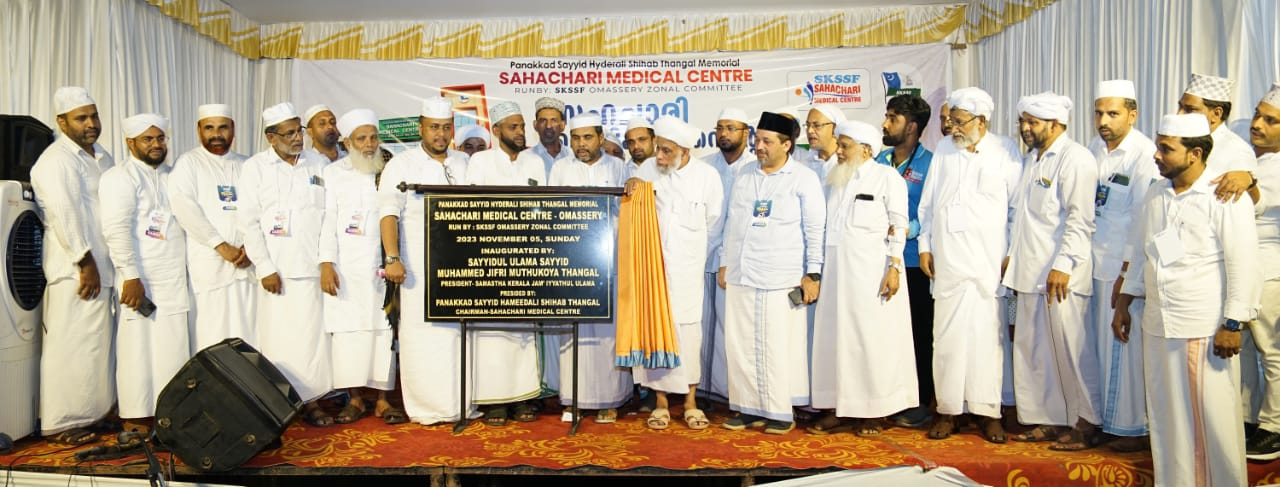 Panakkad Sayyid Hyderali Shihab Thangal Memorial
SAHACHARI MEDICAL CENTRE
RUN BY: SKSSF OMASSERY ZONAL COMMITTEE
SKSSF
SAHACHARI
MEDICAL CENTRE
PANAKKAD SAYYID HYDERALI SHIHAB THANGAL MEMORIAL
SAHACHARI MEDICAL CENTRE - OMASSERY
RUN BY : SKSSF OMASSERY ZONAL COMMITTEE
2023 NOVEMBER 05, SUNDAY
INAUGURATED BY:
SAYYIDUL ULAMA SAYYID
MUHAMMED JIFRI MUTHUKOYA THANGAL
PRESIDENT- SAMASTHA KERALA JAM' IYYATHUL ULAMA
PRESIDED BY:
PANAKKAD SAYYID HAMEEDALI SHIHAB THANGAL
CHAIRMAN-SAHACHARI MEDICAL CENTRE